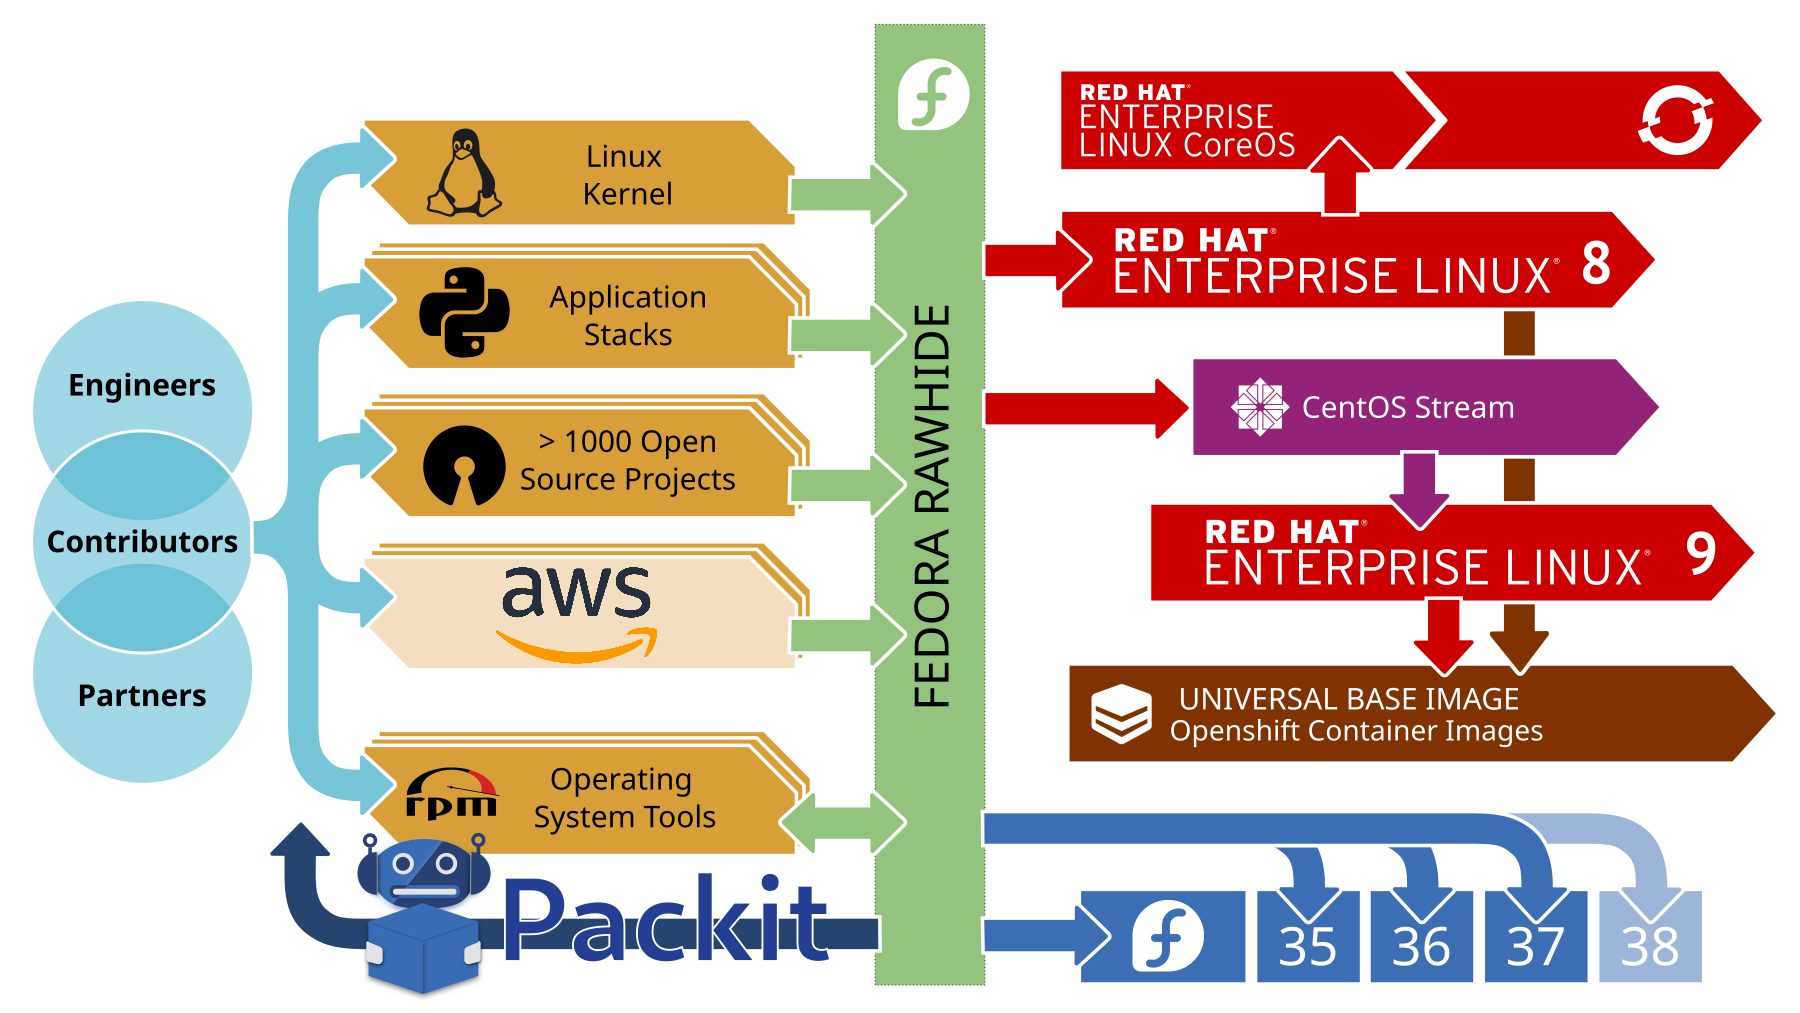 Engineers
Contributors
Partners
Linux
Kernel
Application
Stacks
> 1000 Open
Source Projects
aws
rpm
Operating
System Tools
Packit
FEDORA RAWHIDE
RED HAT®
ENTERPRISE
LINUX CoreOS
RED HAT®
ENTERPRISE LINUX® 8
CentOS Stream
RED HAT®
ENTERPRISE LINUX® 9
UNIVERSAL BASE IMAGE
Openshift Container Images
35
36
37
38